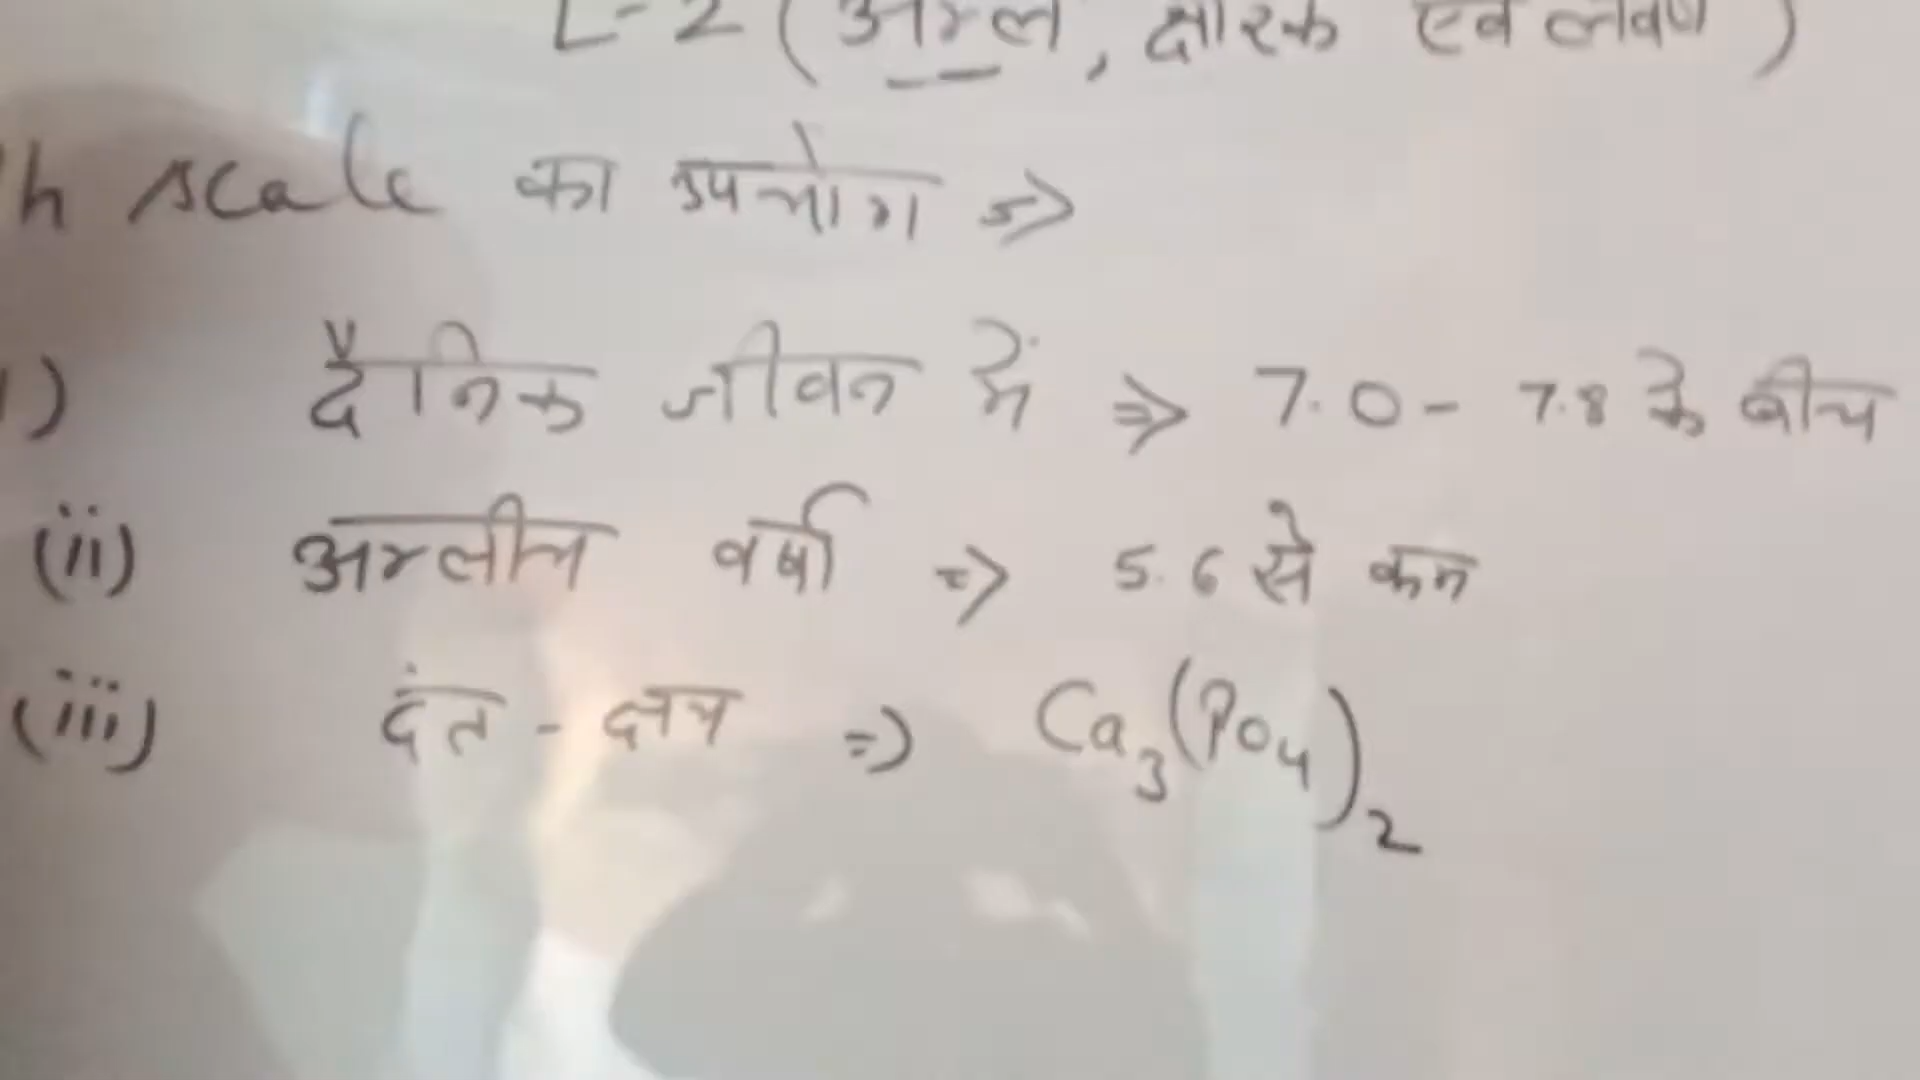 L-2 (अम्ल, क्षारक एवं लवण)
h scale का उपयोग =>
) दैनिक जीवन में => 7.0 - 7.8 के बीच
(ii) अम्लीय वर्षा => 5.6 से कम
(iii) दंत - क्षय => Ca₃(PO₄)₂